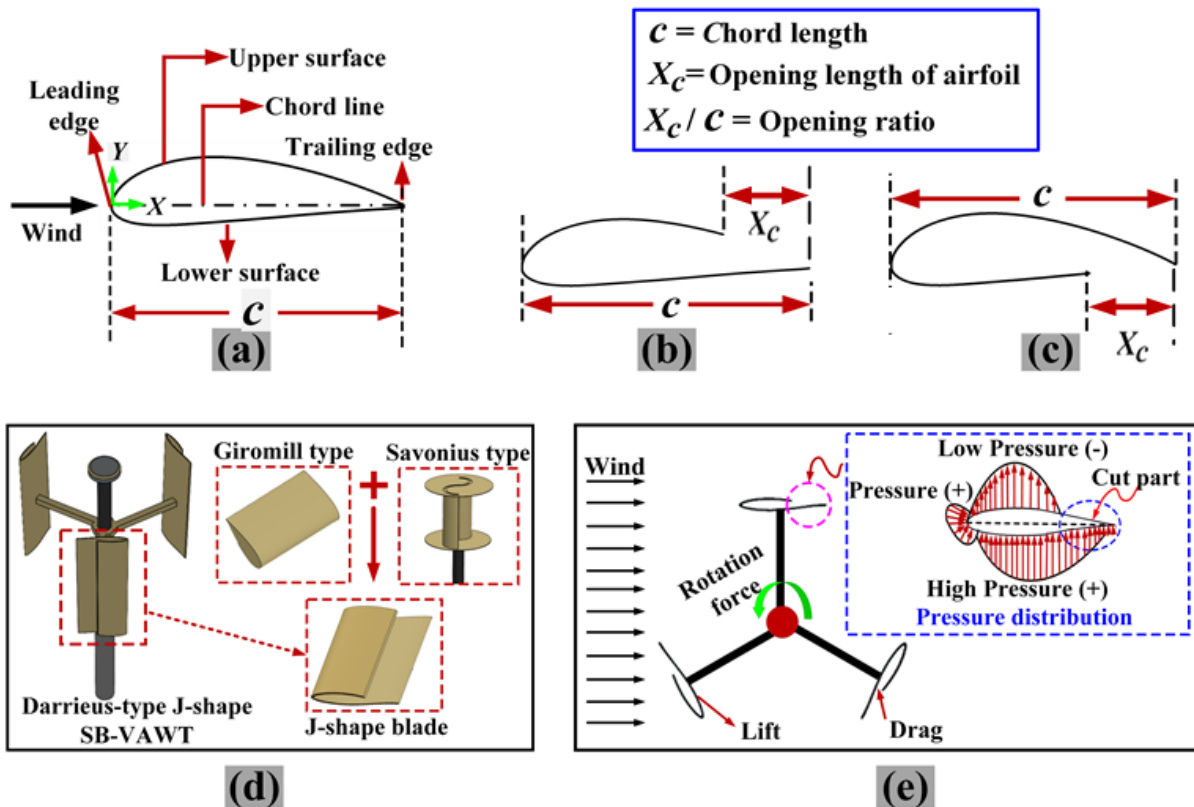 Upper surface
Leading
edge
Chord line
Y
Trailing edge
X
Wind
Lower surface
c
(a)
c = Chord length
Xc = Opening length of airfoil
Xc / c = Opening ratio
Xc
c
(b)
c
Xc
(c)
Giromill type
Savonius type
+
Darrieus-type J-shape
SB-VAWT
J-shape blade
(d)
Wind
Rotation
force
Lift
Drag
Low Pressure (-)
Cut part
Pressure (+)
High Pressure (+)
Pressure distribution
(e)